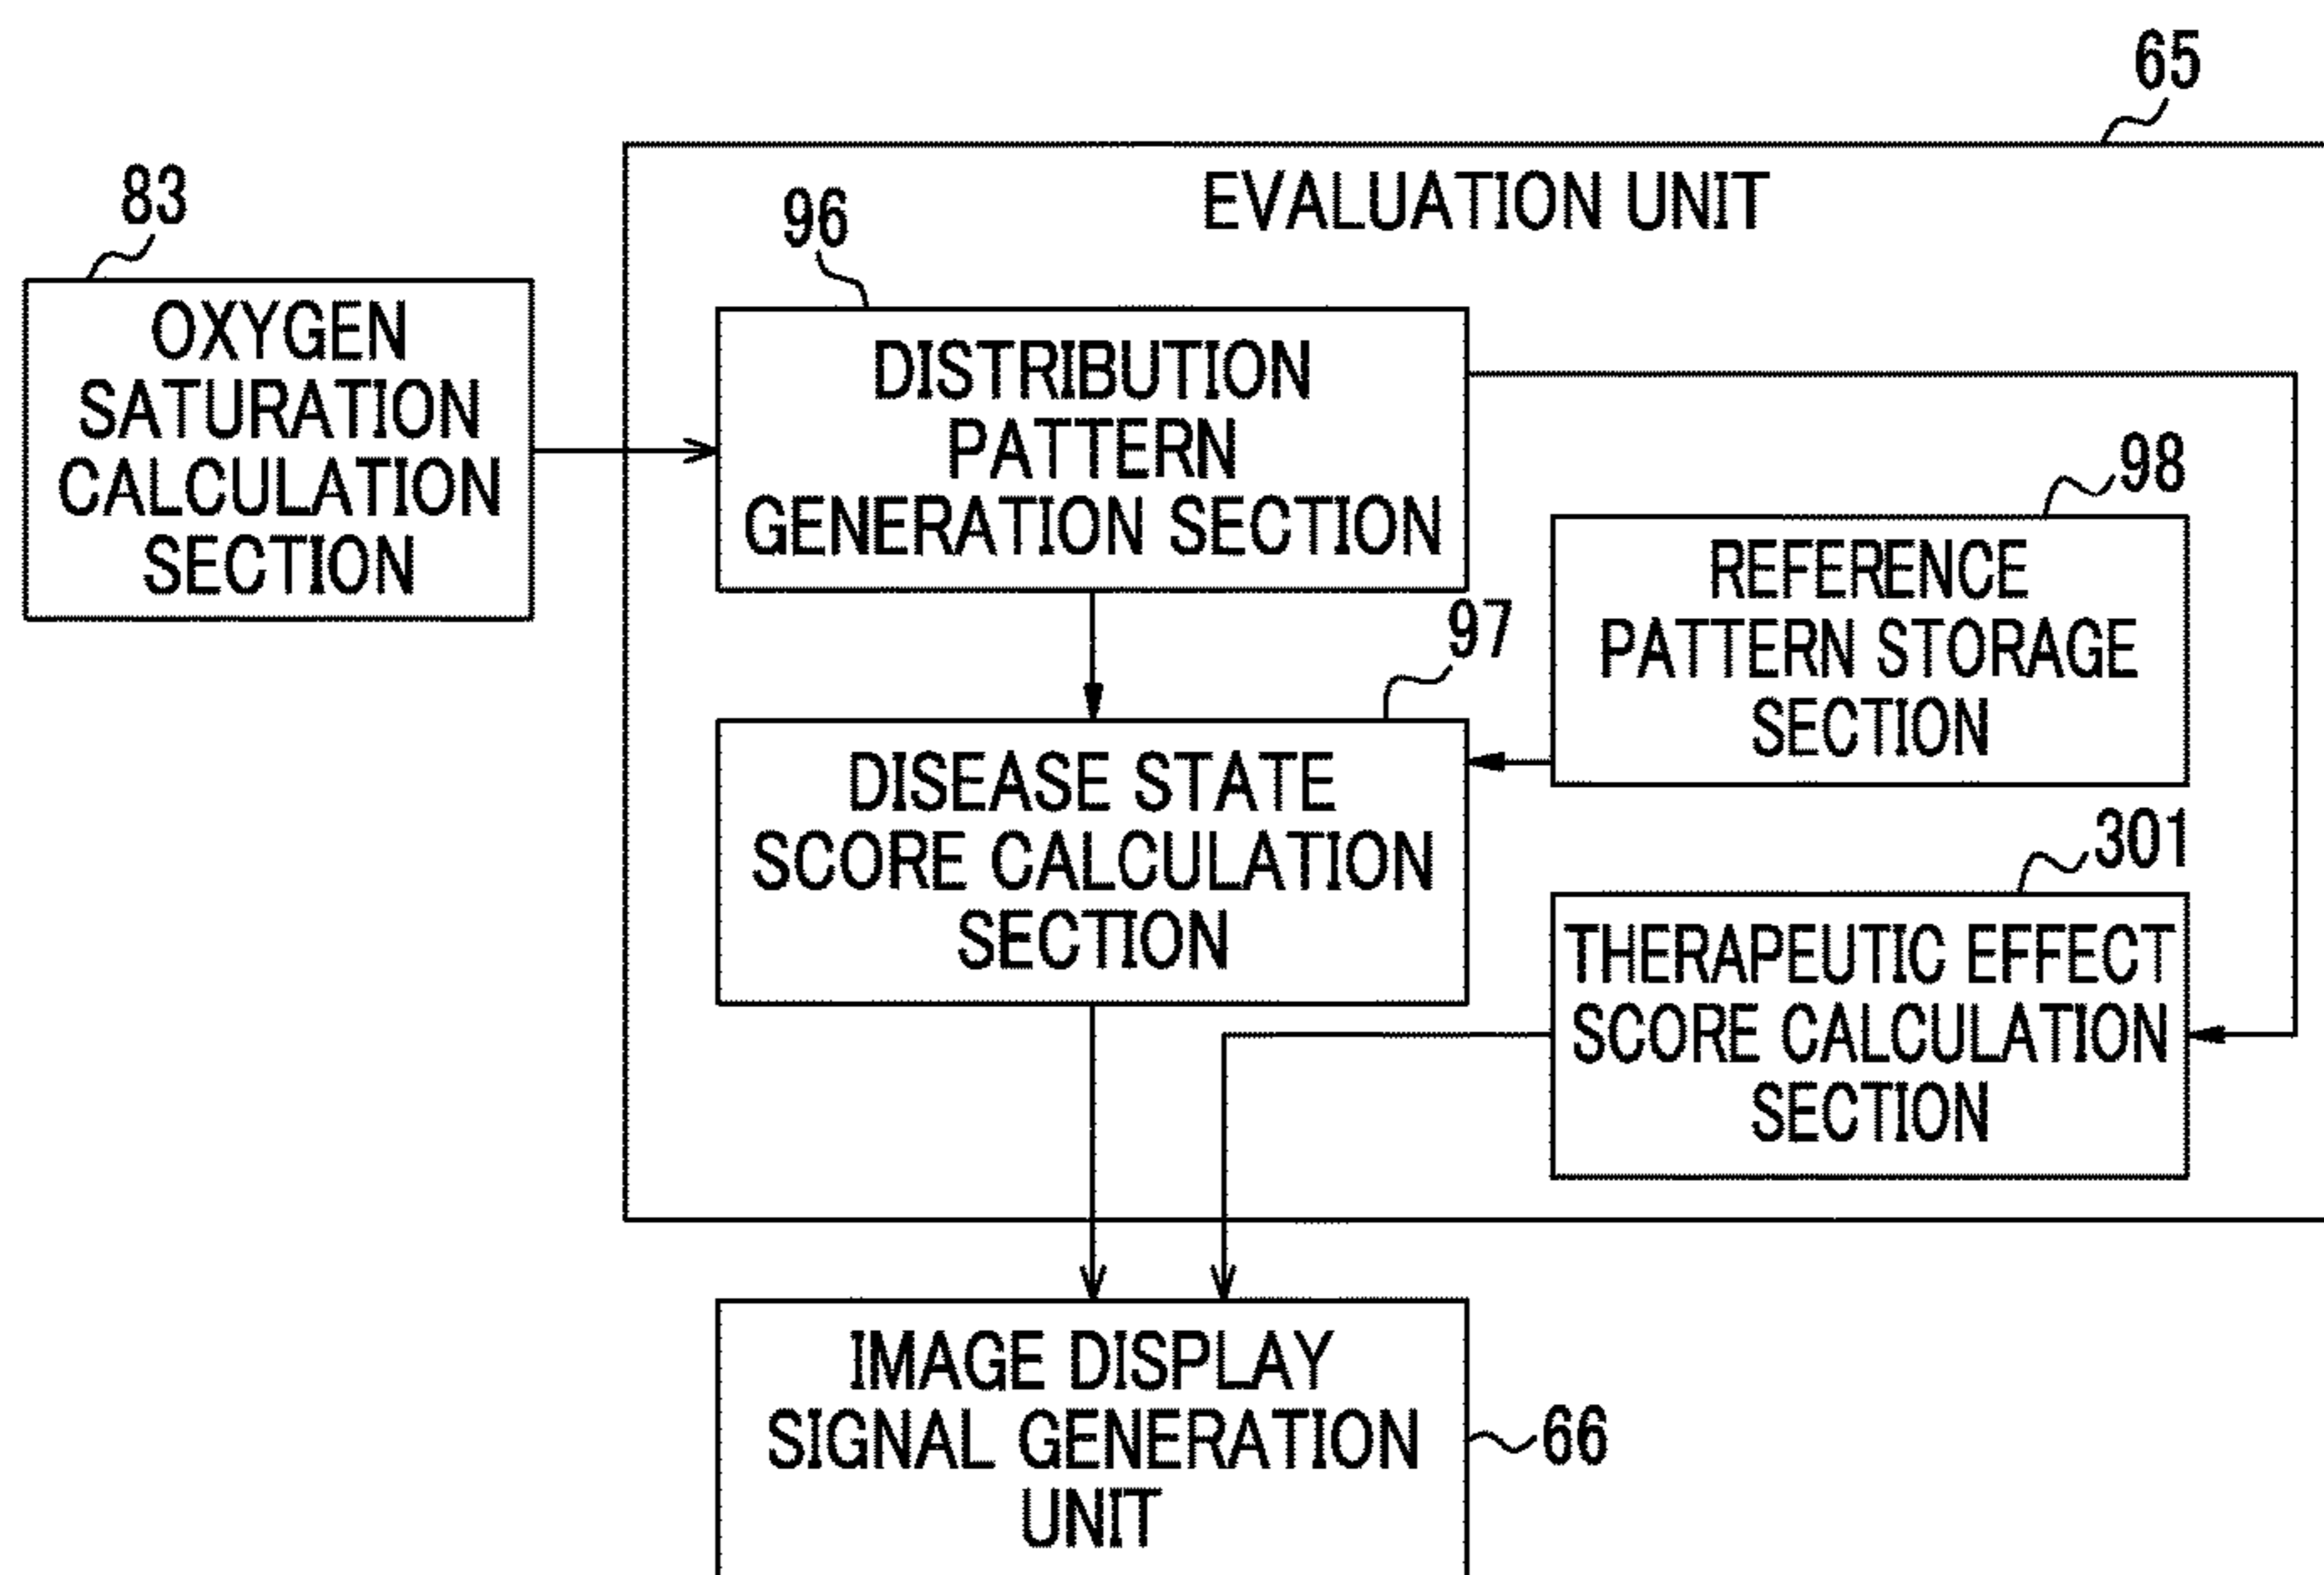 65
EVALUATION UNIT
83
OXYGEN
SATURATION
CALCULATION
SECTION
96
DISTRIBUTION
PATTERN
GENERATION SECTION
98
REFERENCE
PATTERN STORAGE
SECTION
97
DISEASE STATE
SCORE CALCULATION
SECTION
301
THERAPEUTIC EFFECT
SCORE CALCULATION
SECTION
IMAGE DISPLAY
SIGNAL GENERATION
UNIT
66